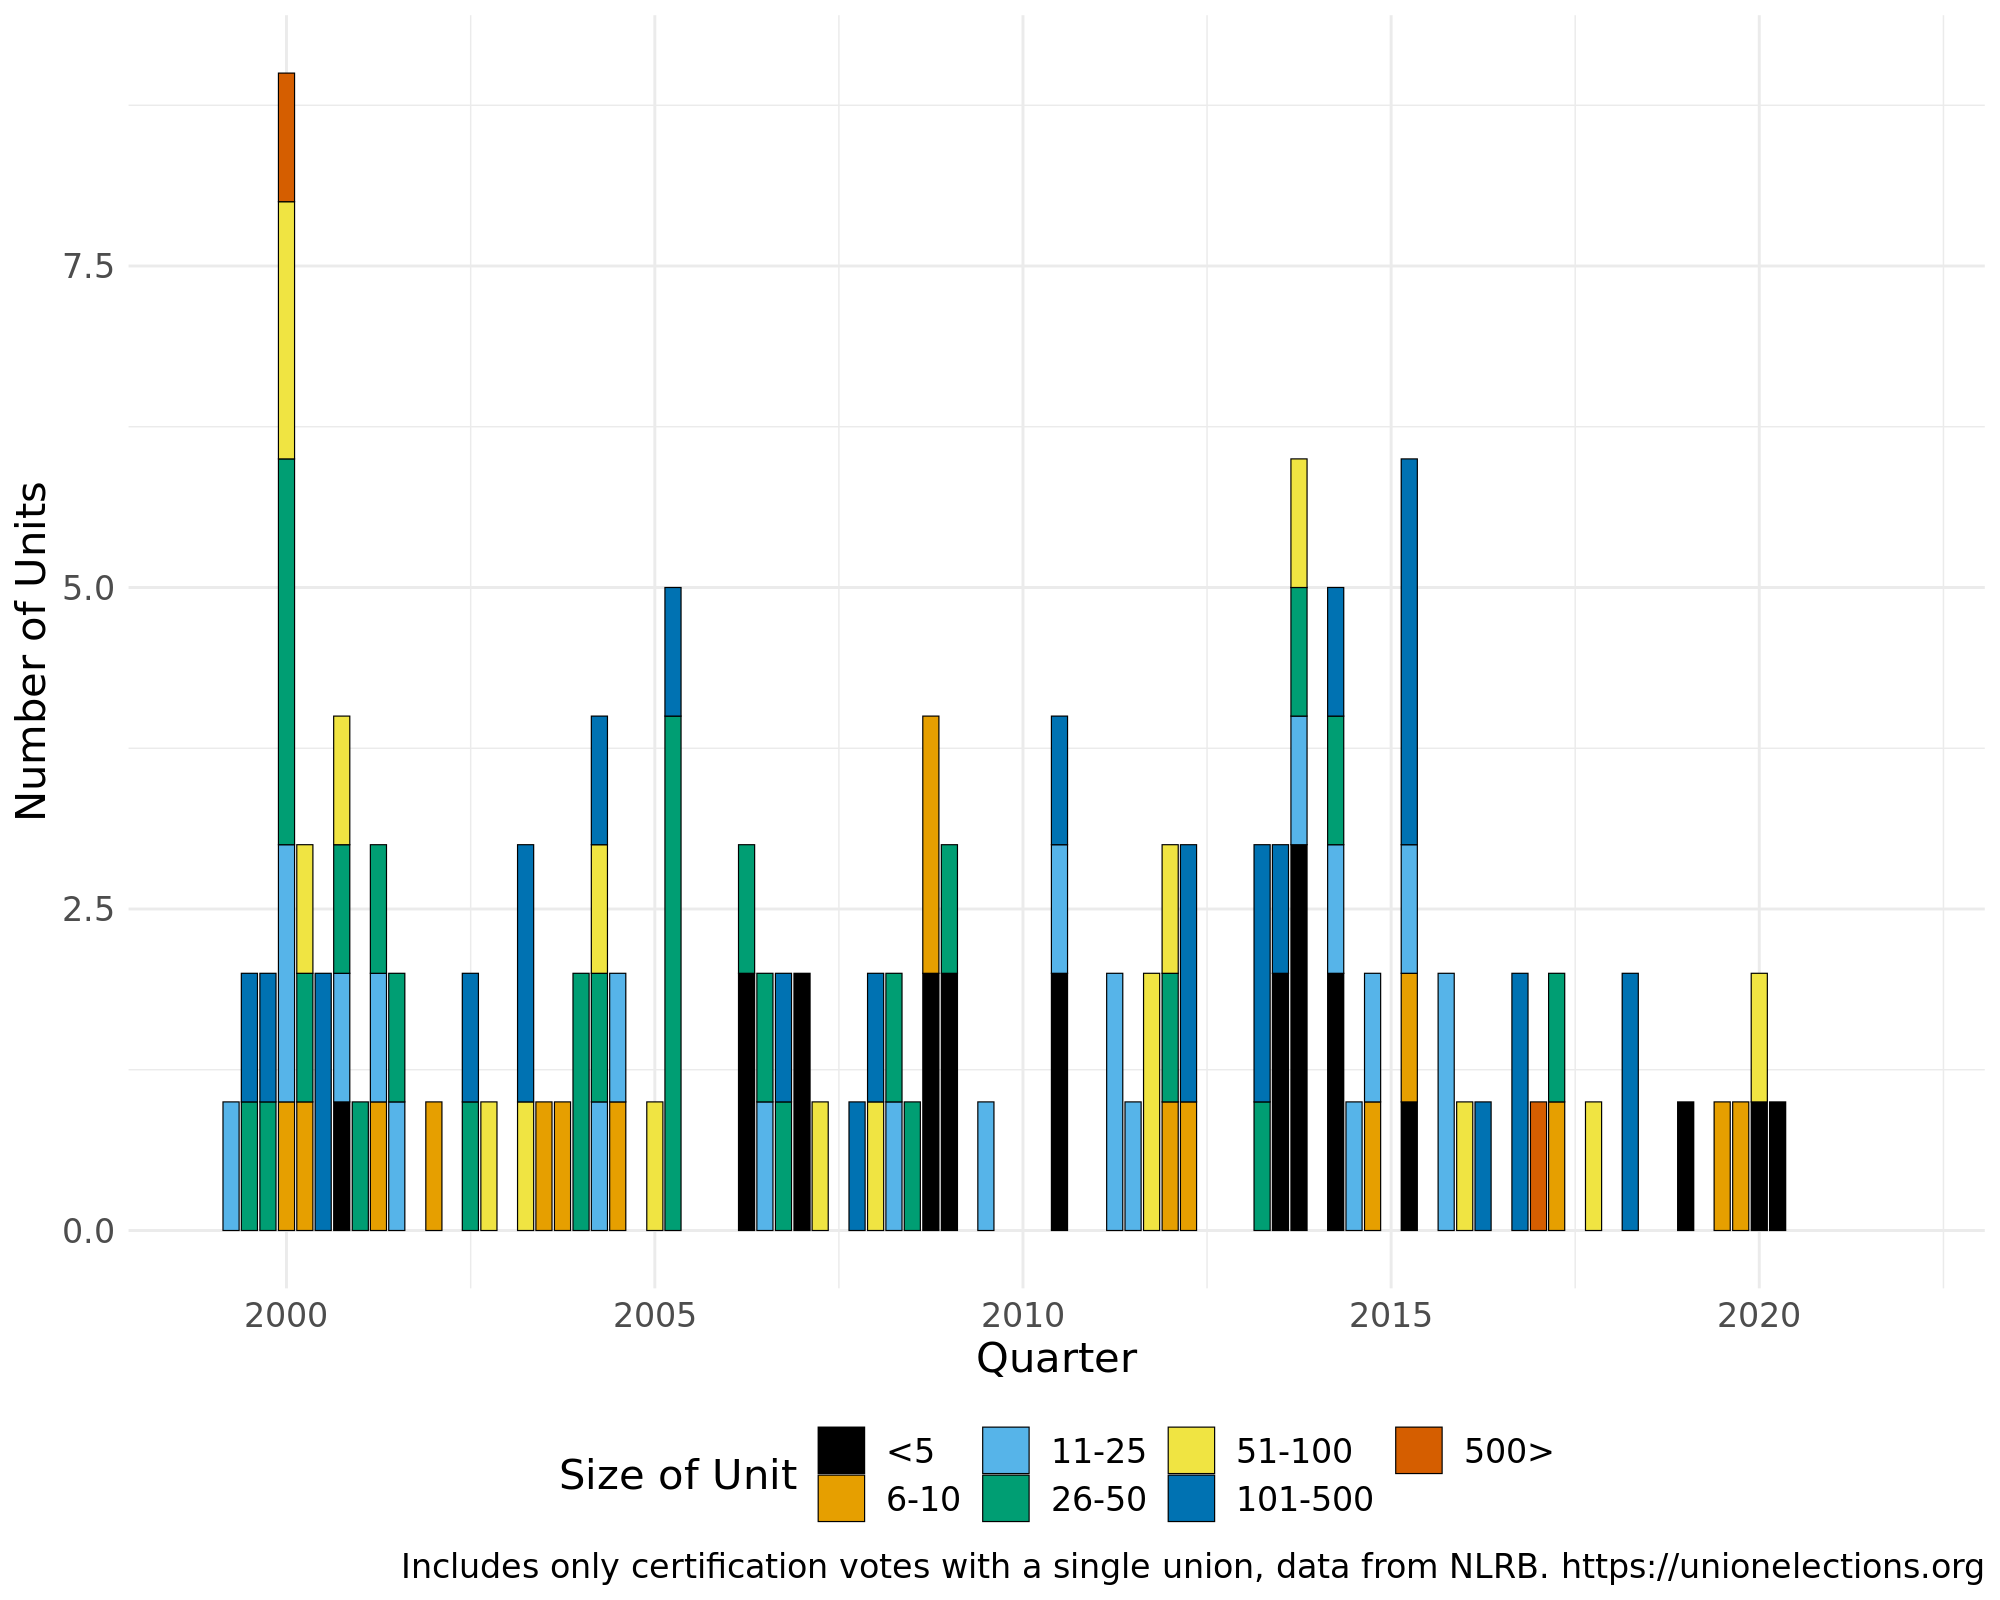 Number of Units
7.5
5.0
2.5
0.0
2000 2005 2010 2015 2020
Quarter
Size of Unit
<5 11-25 51-100 500>
6-10 26-50 101-500
Includes only certification votes with a single union, data from NLRB. https://unionelections.org